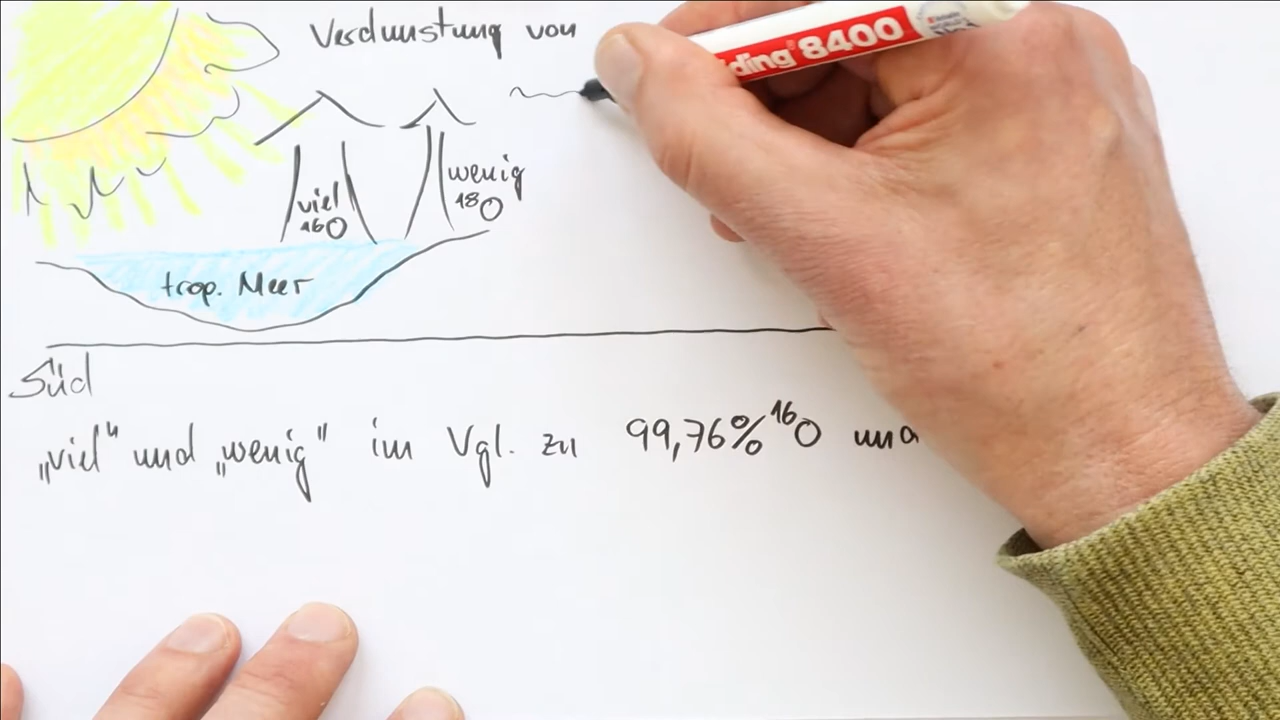 Verdunstung von
ding 8400
viel
16O
wenig
18O
trop. Meer
Süd
„viel“ und „wenig“ im Vgl. zu 99,76% 16O und